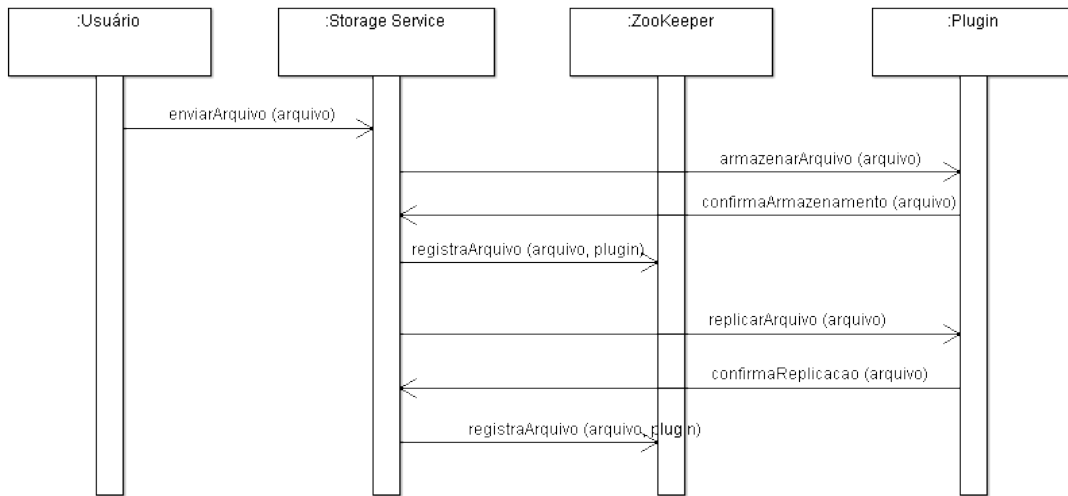 :Usuário
:Storage Service
:ZooKeeper
:Plugin
enviarArquivo (arquivo)
armazenarArquivo (arquivo)
confirmaArmazenamento (arquivo)
registraArquivo (arquivo, plugin)
replicarArquivo (arquivo)
confirmaReplicacao (arquivo)
registraArquivo (arquivo, plugin)